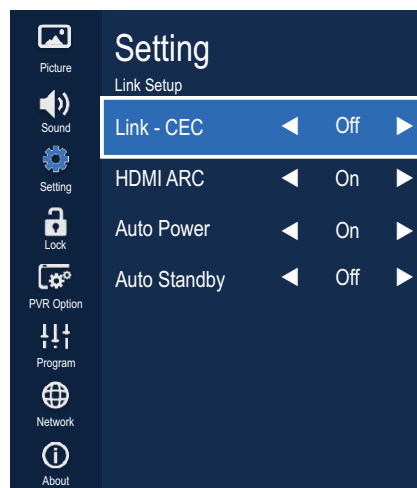 Picture
Sound
Setting
Lock
PVR Option
Program
Network
About
Setting
Link Setup
Link - CEC Off
HDMI ARC On
Auto Power On
Auto Standby Off